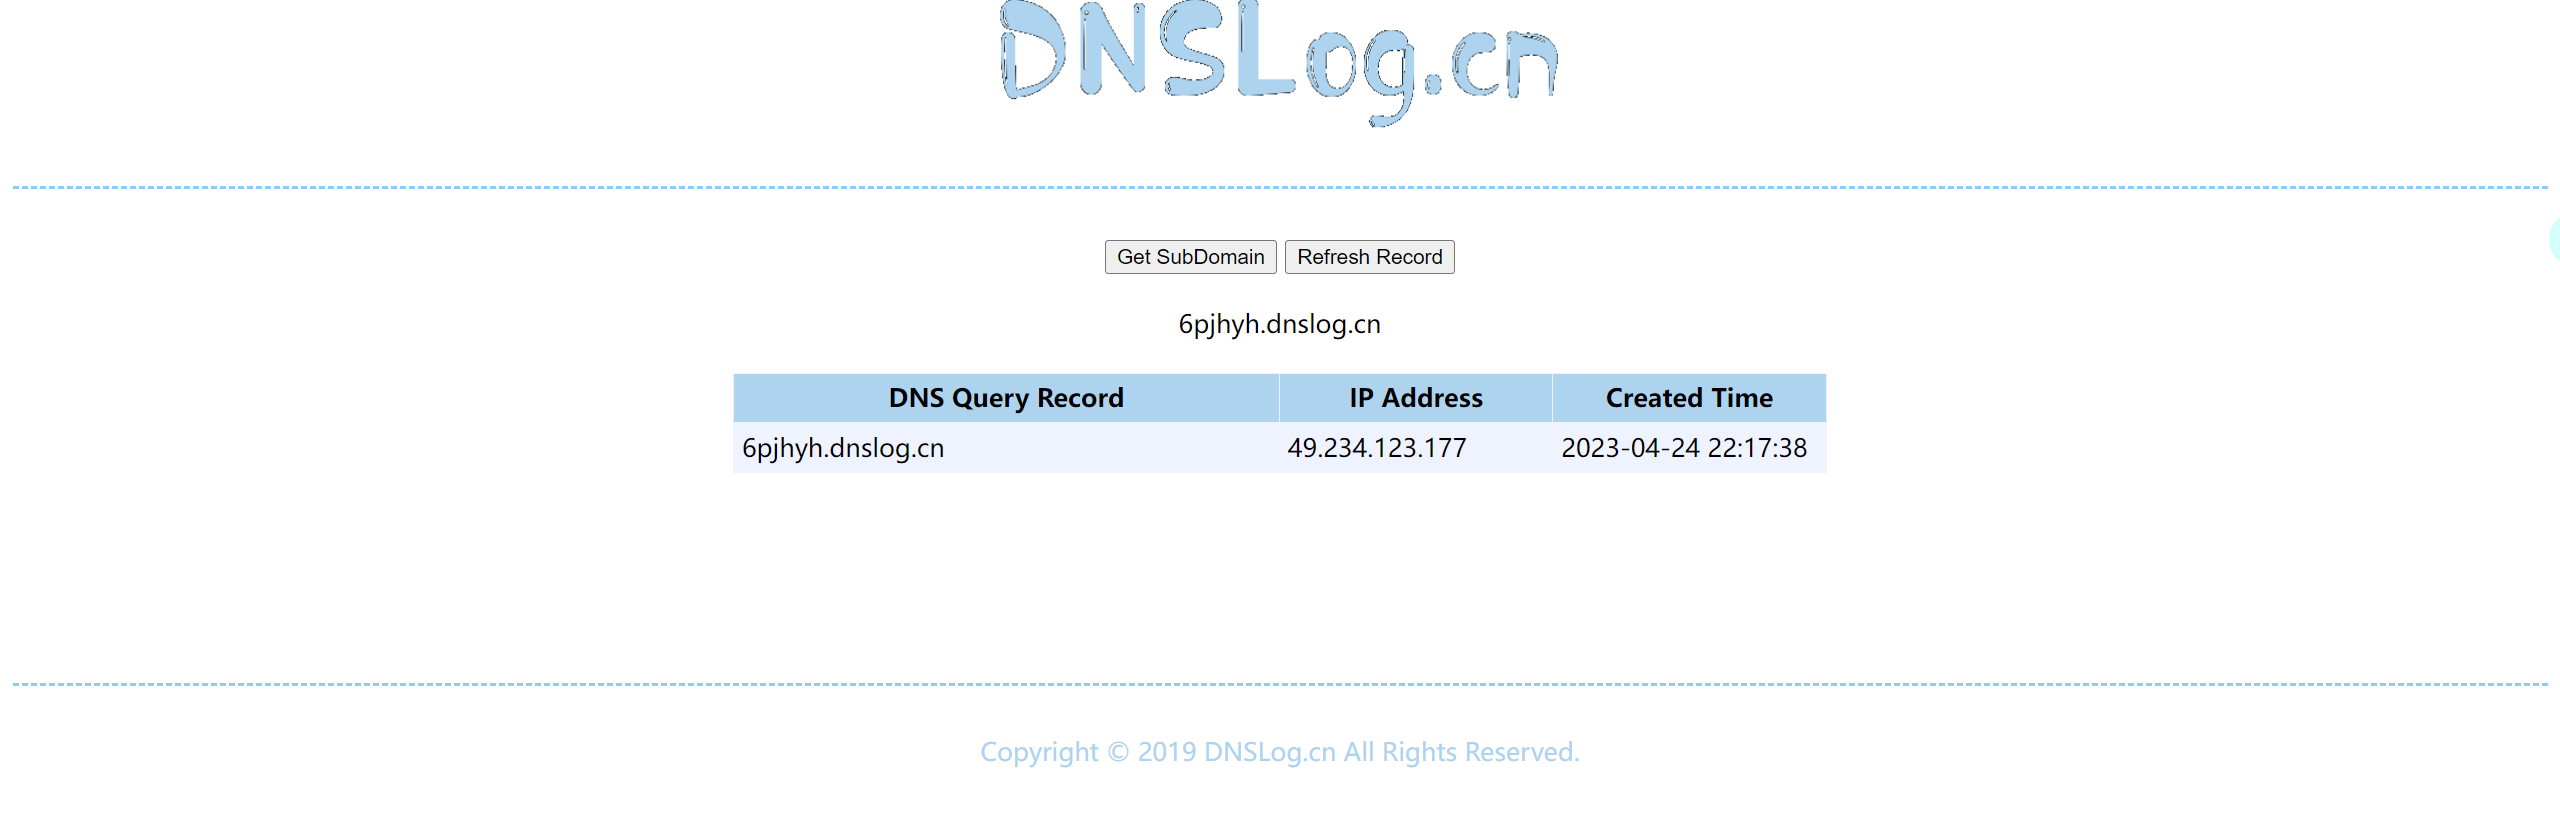 DNSLog.cn
Get SubDomain Refresh Record
6pjhyh.dnslog.cn
DNS Query Record IP Address Created Time
6pjhyh.dnslog.cn 49.234.123.177 2023-04-24 22:17:38
Copyright © 2019 DNSLog.cn All Rights Reserved.